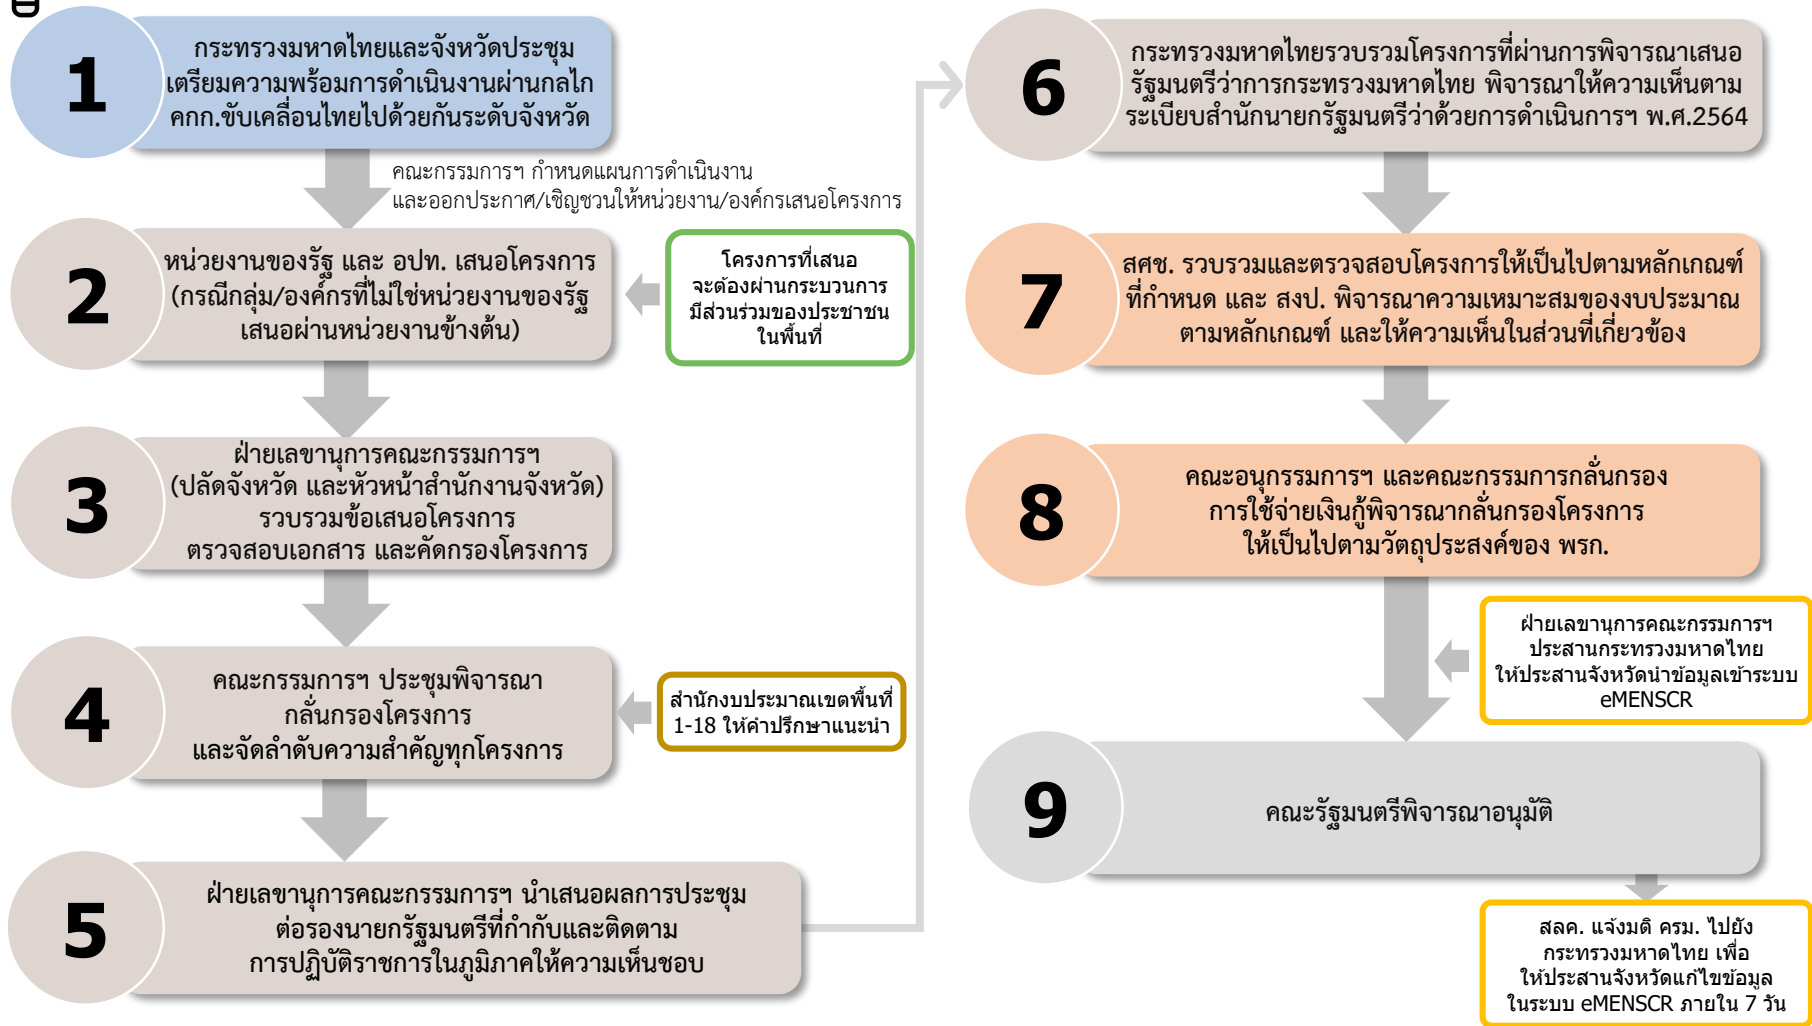 1
กระทรวงมหาดไทยและจังหวัดประชุม
เตรียมความพร้อมการดำเนินงานผ่านกลไก
คกก.ขับเคลื่อนไทยไปด้วยกันระดับจังหวัด
คณะกรรมการฯ กำหนดแผนการดำเนินงาน
และออกประกาศ/เชิญชวนให้หน่วยงาน/องค์กรเสนอโครงการ
2
หน่วยงานของรัฐ และ อปท. เสนอโครงการ
(กรณีกลุ่ม/องค์กรที่ไม่ใช่หน่วยงานของรัฐ
เสนอผ่านหน่วยงานข้างต้น)
โครงการที่เสนอ
จะต้องผ่านกระบวนการ
มีส่วนร่วมของประชาชน
ในพื้นที่
3
ฝ่ายเลขานุการคณะกรรมการฯ
(ปลัดจังหวัด และหัวหน้าสำนักงานจังหวัด)
รวบรวมข้อเสนอโครงการ
ตรวจสอบเอกสาร และคัดกรองโครงการ
4
คณะกรรมการฯ ประชุมพิจารณา
กลั่นกรองโครงการ
และจัดลำดับความสำคัญทุกโครงการ
สำนักงบประมาณเขตพื้นที่
1-18 ให้คำปรึกษาแนะนำ
5
ฝ่ายเลขานุการคณะกรรมการฯ นำเสนอผลการประชุม
ต่อรองนายกรัฐมนตรีที่กำกับและติดตาม
การปฏิบัติราชการในภูมิภาคให้ความเห็นชอบ
6
กระทรวงมหาดไทยรวบรวมโครงการที่ผ่านการพิจารณาเสนอ
รัฐมนตรีว่าการกระทรวงมหาดไทย พิจารณาให้ความเห็นตาม
ระเบียบสำนักนายกรัฐมนตรีว่าด้วยการดำเนินการฯ พ.ศ.2564
7
สศช. รวบรวมและตรวจสอบโครงการให้เป็นไปตามหลักเกณฑ์
ที่กำหนด และ สงป. พิจารณาความเหมาะสมของงบประมาณ
ตามหลักเกณฑ์ และให้ความเห็นในส่วนที่เกี่ยวข้อง
8
คณะอนุกรรมการฯ และคณะกรรมการกลั่นกรอง
การใช้จ่ายเงินกู้พิจารณากลั่นกรองโครงการ
ให้เป็นไปตามวัตถุประสงค์ของ พรก.
ฝ่ายเลขานุการคณะกรรมการฯ
ประสานกระทรวงมหาดไทย
ให้ประสานจังหวัดนำข้อมูลเข้าระบบ
eMENSCR
9
คณะรัฐมนตรีพิจารณาอนุมัติ
สลค. แจ้งมติ ครม. ไปยัง
กระทรวงมหาดไทย เพื่อ
ให้ประสานจังหวัดแก้ไขข้อมูล
ในระบบ eMENSCR ภายใน 7 วัน